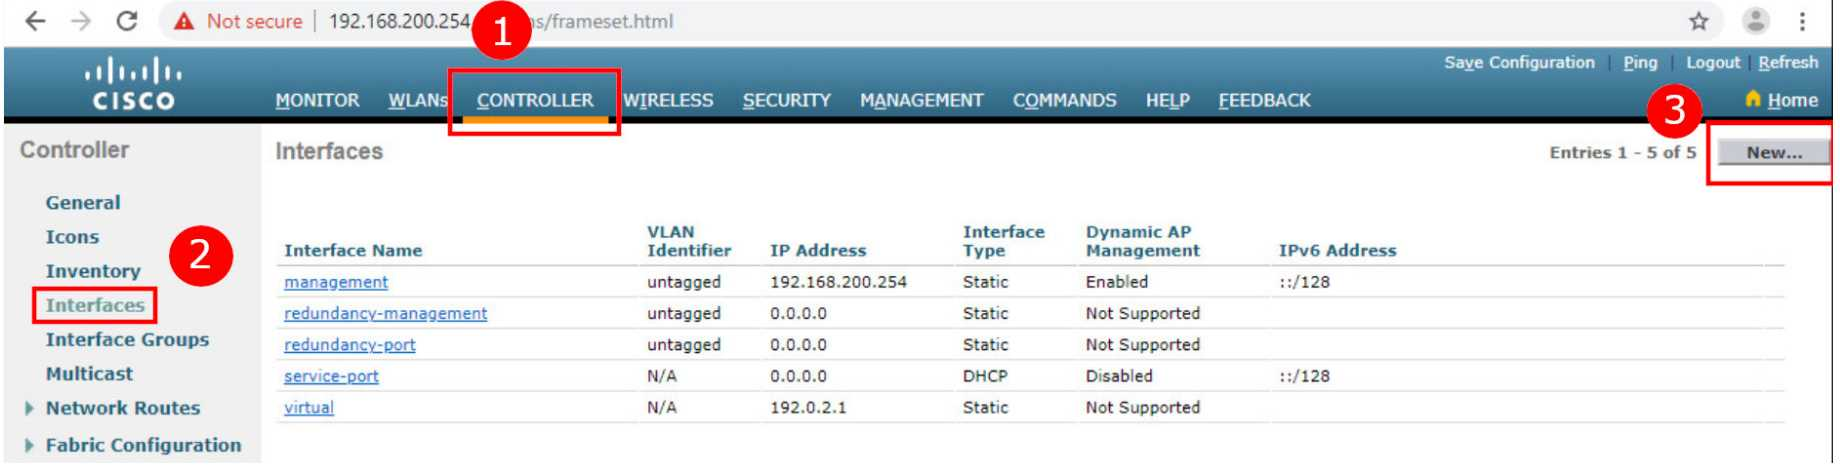 Not secure | 192.168.200.254 s/frameset.html
1
Save Configuration | Ping | Logout | Refresh
CISCO
MONITOR WLANs CONTROLLER WIRELESS SECURITY MANAGEMENT COMMANDS HELP FEEDBACK
3
Home
Controller
Interfaces
Entries 1 - 5 of 5
New...
General
Icons
2
Inventory
Interfaces
Interface Groups
Multicast
Network Routes
Fabric Configuration
Interface Name VLAN Identifier IP Address Interface Type Dynamic AP Management IPv6 Address
management untagged 192.168.200.254 Static Enabled ::/128
redundancy-management untagged 0.0.0.0 Static Not Supported
redundancy-port untagged 0.0.0.0 Static Not Supported
service-port N/A 0.0.0.0 DHCP Disabled ::/128
virtual N/A 192.0.2.1 Static Not Supported